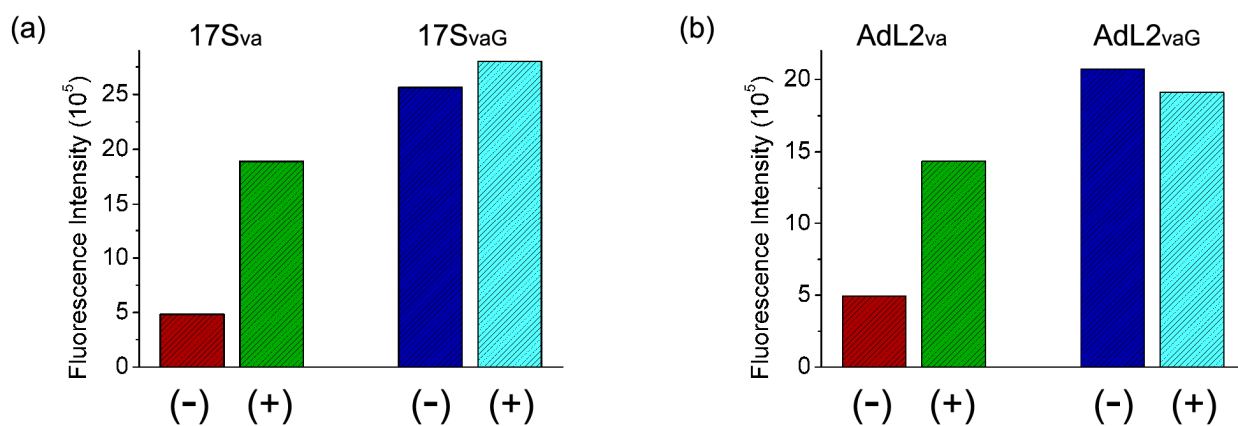 (a)
17Sva 17SvaG
Fluorescence Intensity (10⁵)
25
20
15
10
5
0
(-) (+) (-) (+)
(b)
AdL2va AdL2vaG
Fluorescence Intensity (10⁵)
20
15
10
5
0
(-) (+) (-) (+)